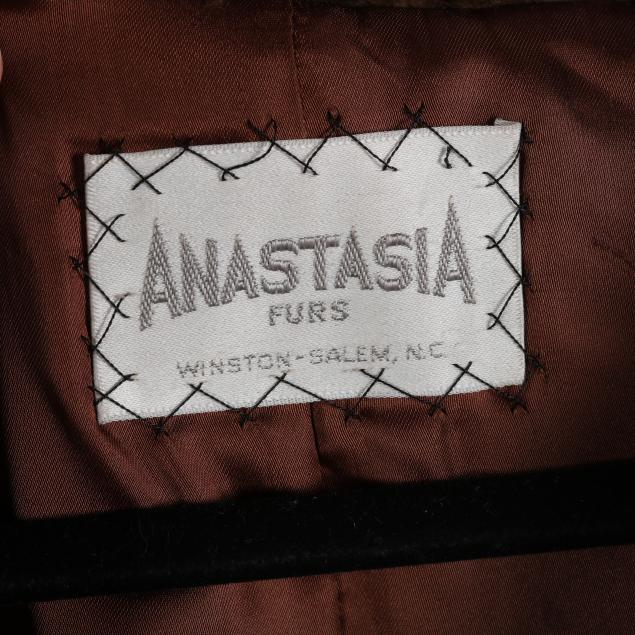 ANASTASIA
FURS
WINSTON-SALEM, N.C.